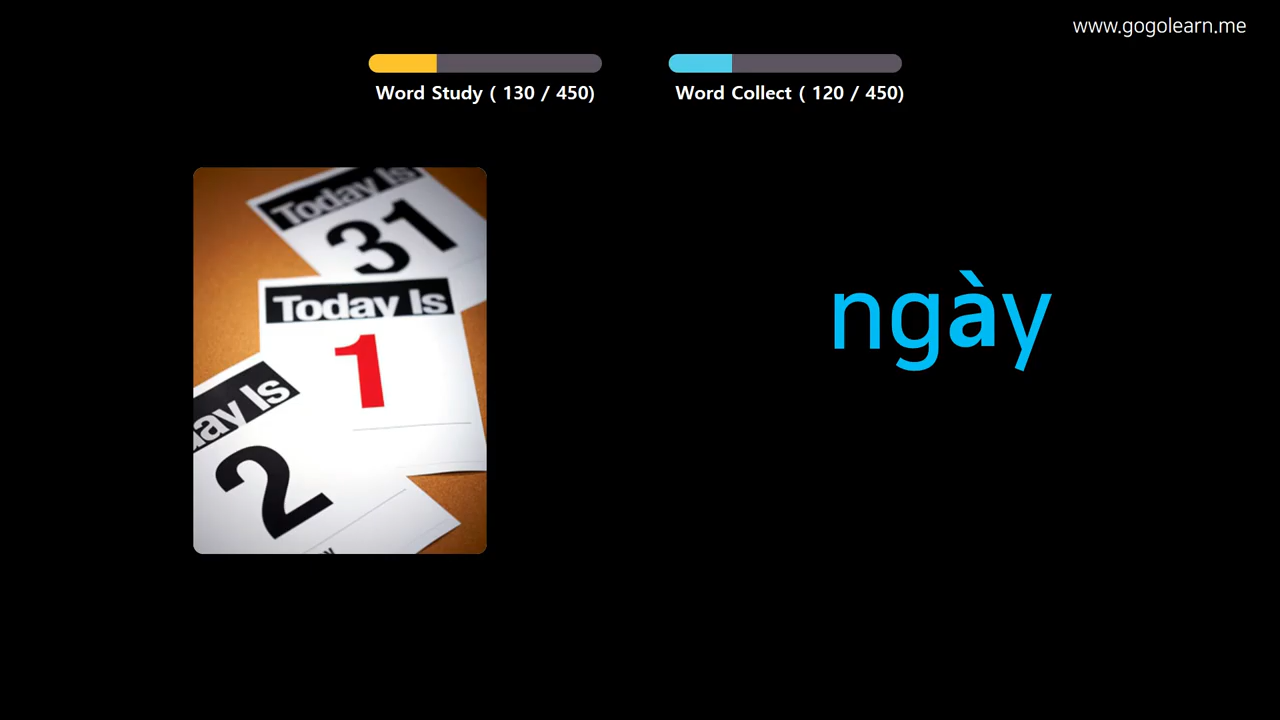 www.gogolearn.me
Word Study ( 130 / 450)
Word Collect ( 120 / 450)
Today Is
31
Today Is
1
ay Is
2
ngày